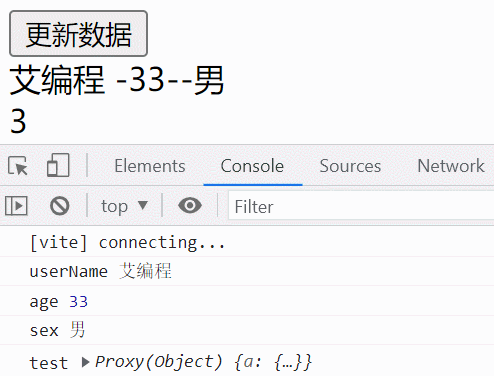 更新数据
艾编程 -33--男
3
Elements Console Sources Network
top ▼ Filter
[vite] connecting...
userName 艾编程
age 33
sex 男
test ▶Proxy(Object) {a: {…}}